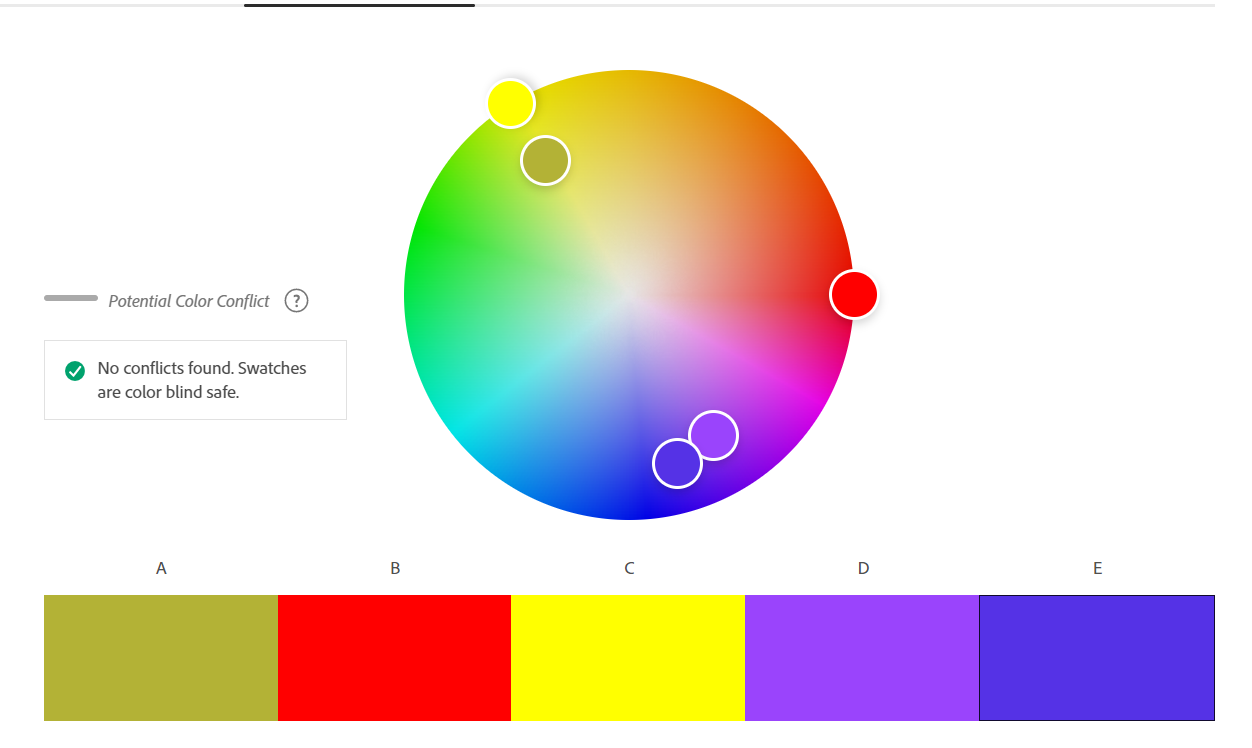 Potential Color Conflict ?
No conflicts found. Swatches
are color blind safe.
A B C D E